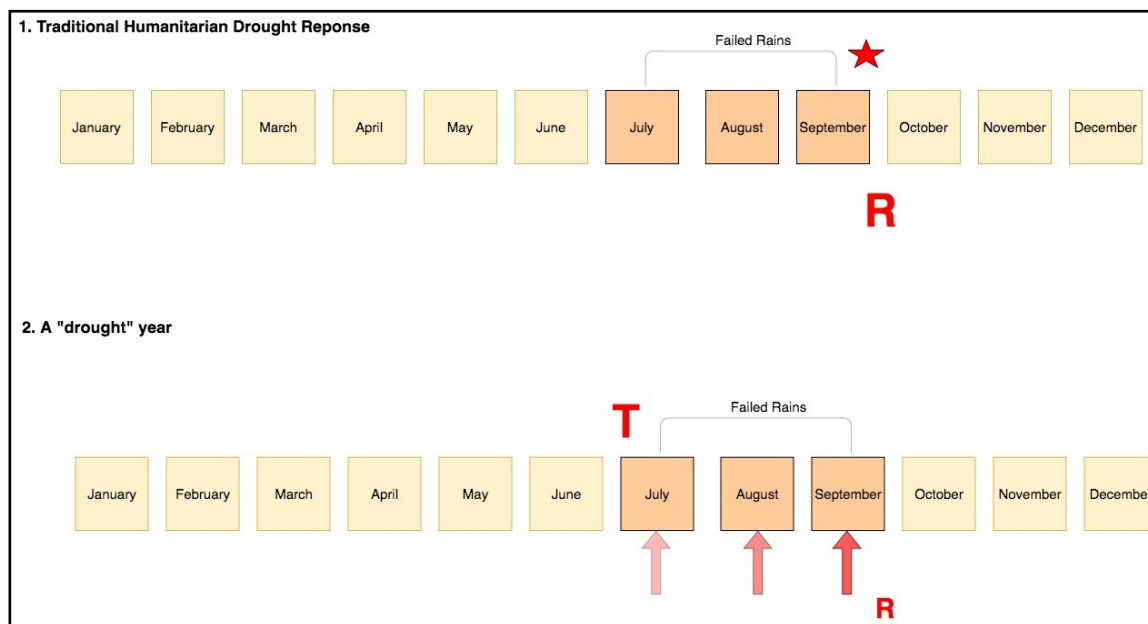 1. Traditional Humanitarian Drought Reponse
Failed Rains
January February March April May June July August September October November December
R
2. A "drought" year
T
Failed Rains
January February March April May June July August September October November December
R